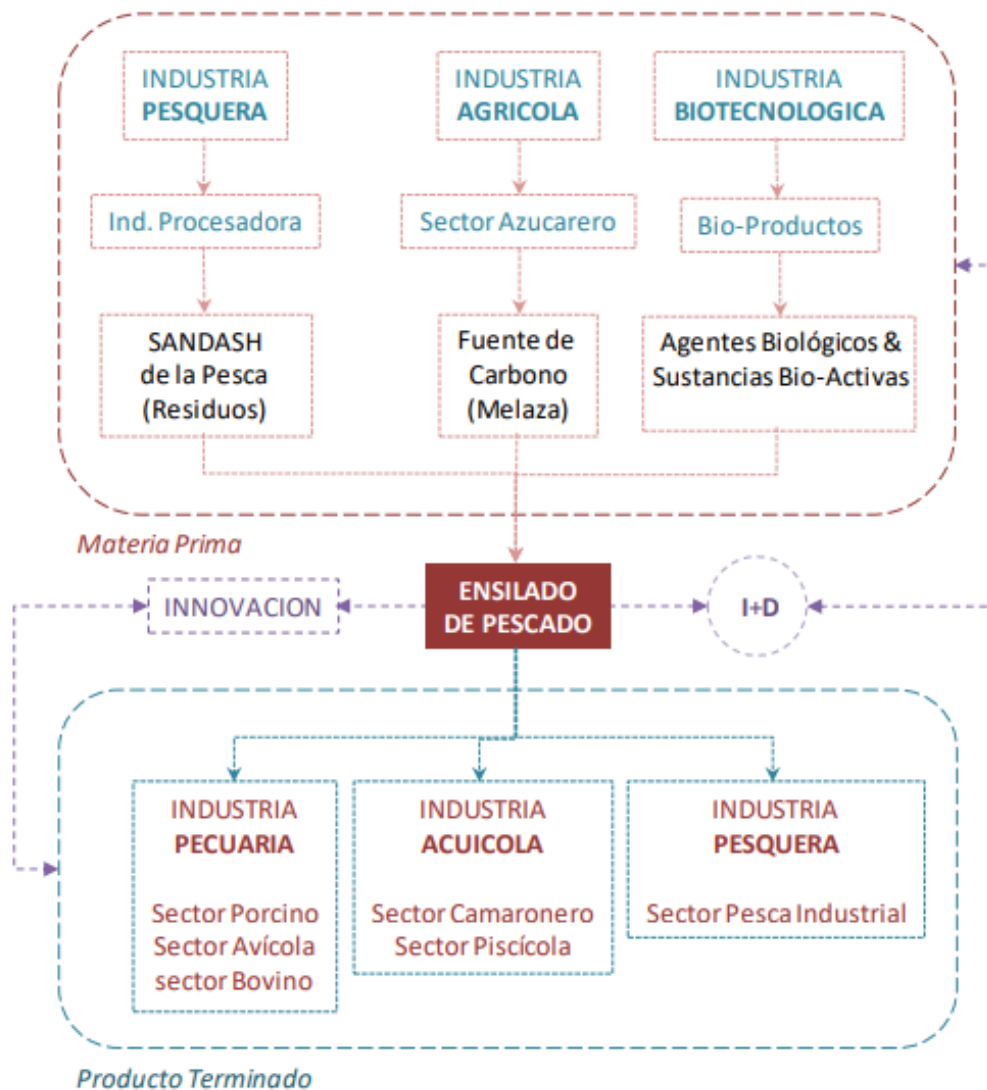 INDUSTRIA
PESQUERA
INDUSTRIA
AGRICOLA
INDUSTRIA
BIOTECNOLOGICA
Ind. Procesadora
Sector Azucarero
Bio-Productos
SANDASH
de la Pesca
(Residuos)
Fuente de
Carbono
(Melaza)
Agentes Biológicos &
Sustancias Bio-Activas
Materia Prima
INNOVACION
ENSILADO
DE PESCADO
I+D
INDUSTRIA
PECUARIA
Sector Porcino
Sector Avícola
sector Bovino
INDUSTRIA
ACUICOLA
Sector Camaronero
Sector Piscícola
INDUSTRIA
PESQUERA
Sector Pesca Industrial
Producto Terminado